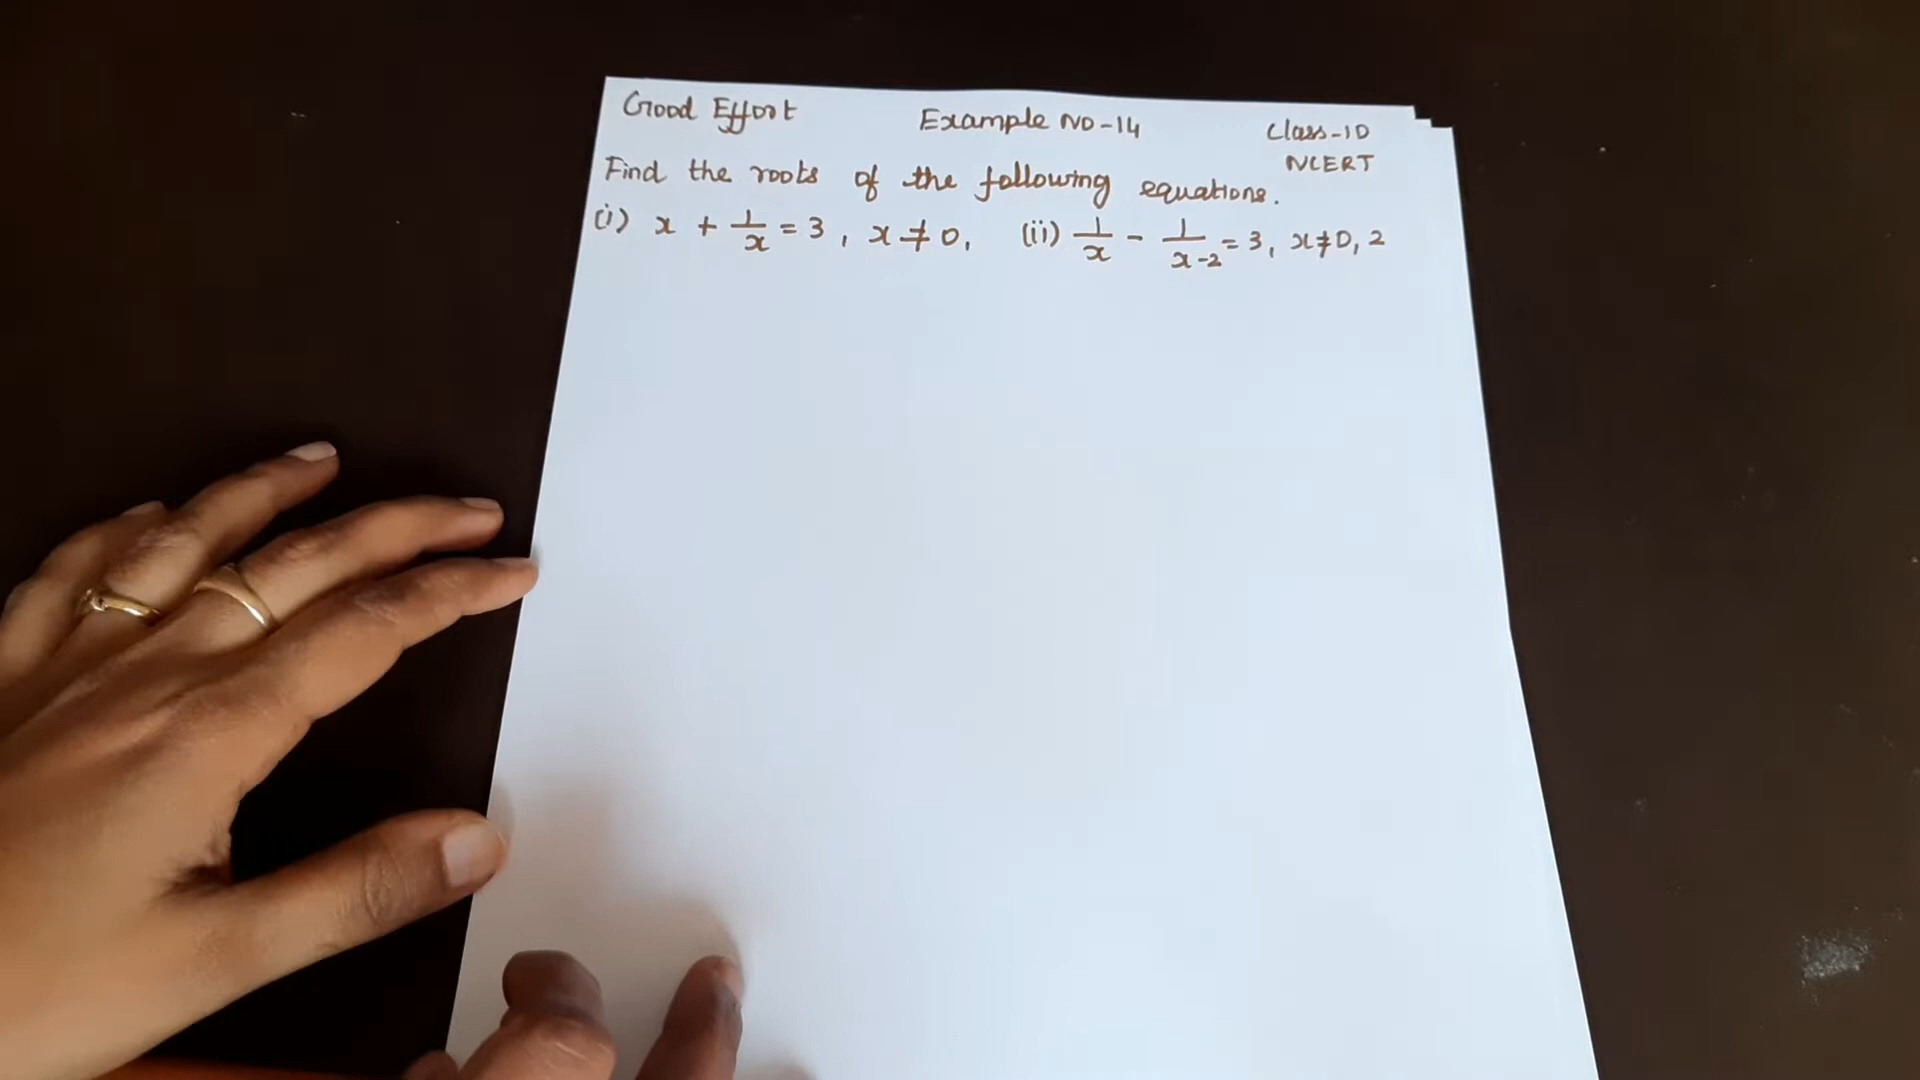 Good Effort Example No-14 Class-10
NCERT
Find the roots of the following equations.
(i) x + 1/x = 3, x ≠ 0, (ii) 1/x - 1/x-2 = 3, x ≠ 0, 2